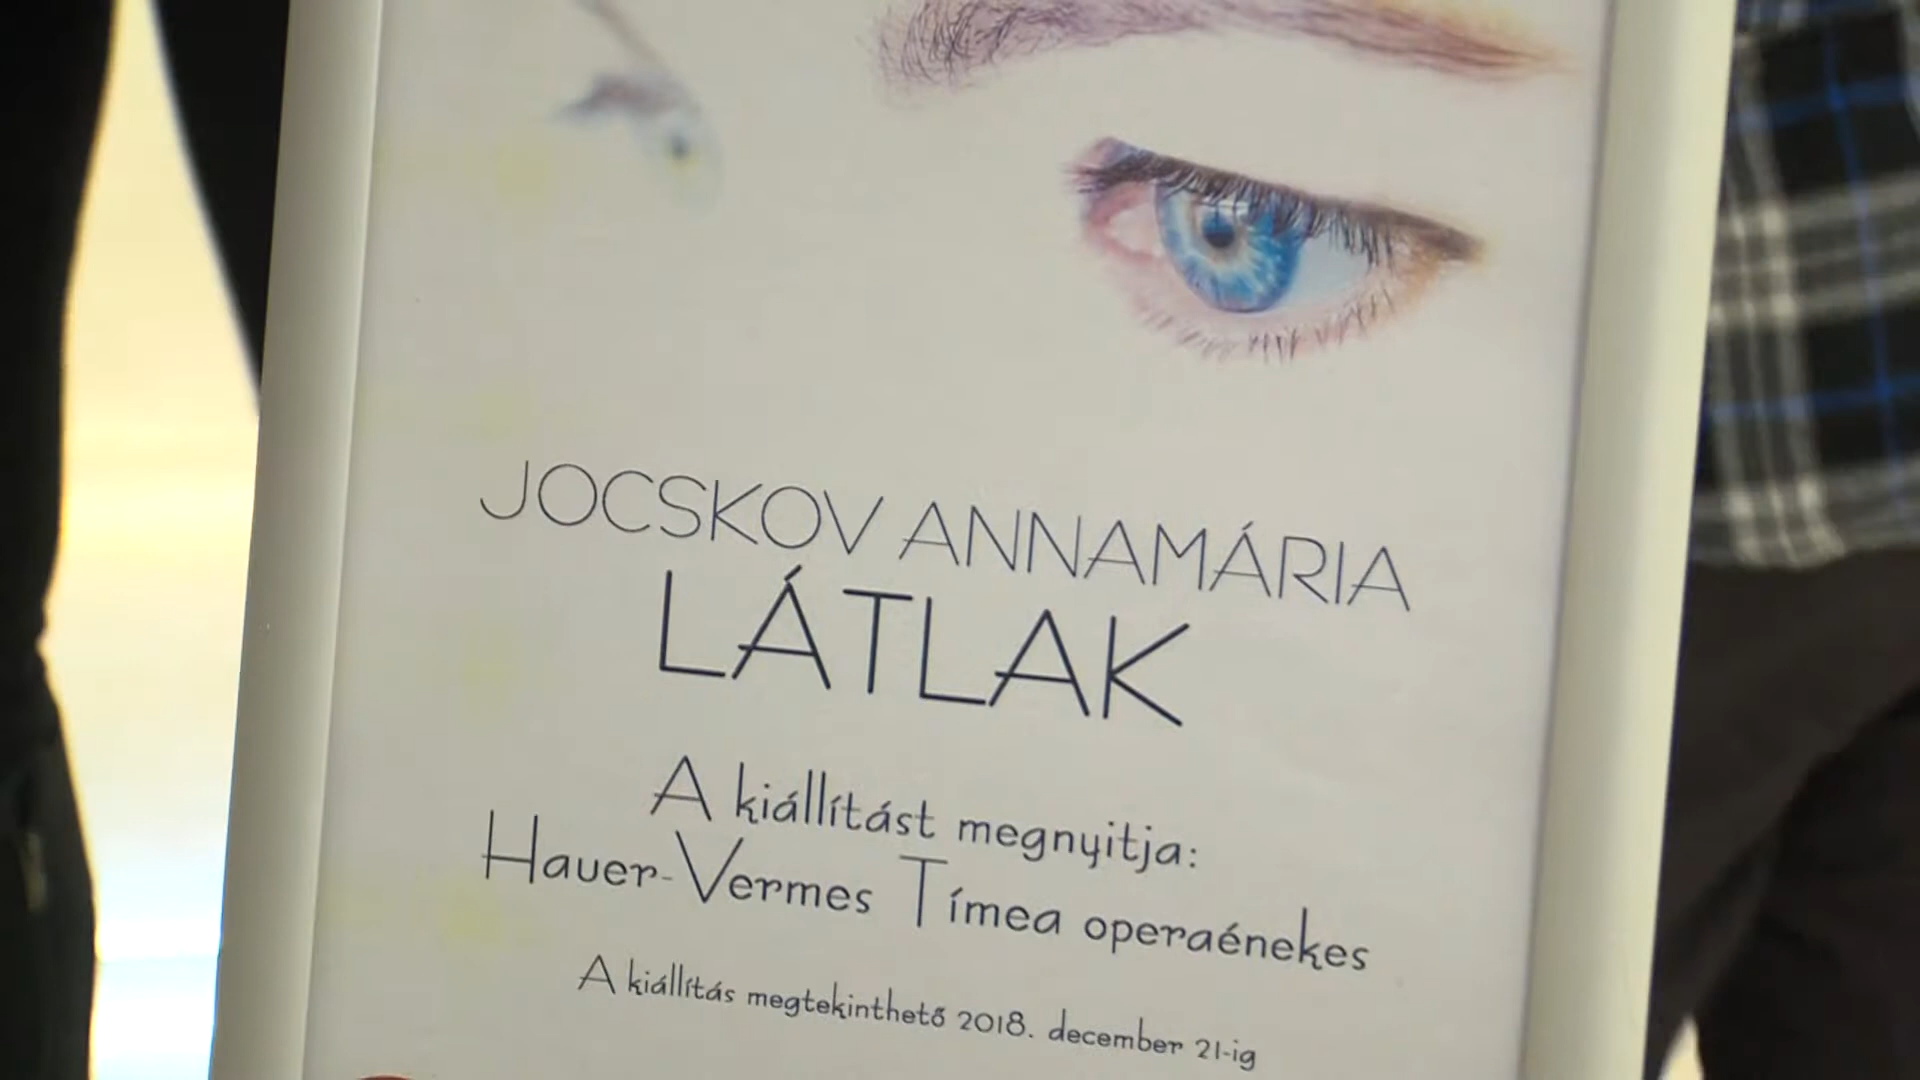 JOCSKOV ANNAMÁRIA
LÁTLAK
A kiállítást megnyitja:
Hauer-Vermes Tímea operaénekes
A kiállítás megtekinthető 2018. december 21-ig